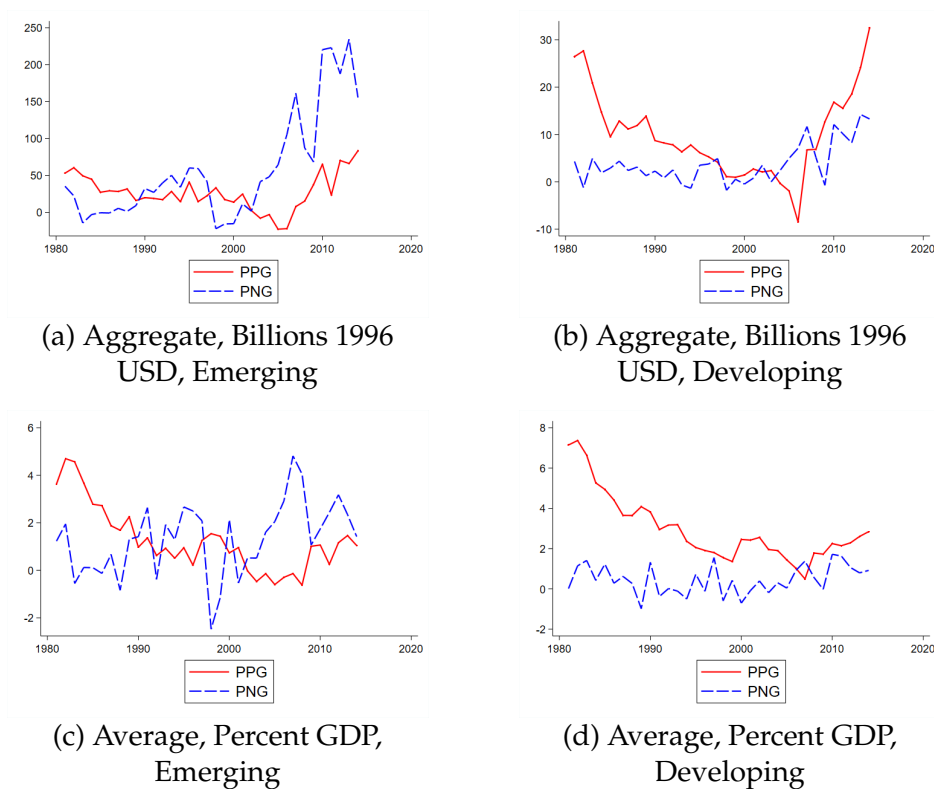 250
200
150
100
50
0
1980
1990
2000
2010
2020
PPG
PNG
(a) Aggregate, Billions 1996
USD, Emerging
30
20
10
0
-10
1980
1990
2000
2010
2020
PPG
PNG
(b) Aggregate, Billions 1996
USD, Developing
6
4
2
0
-2
1980
1990
2000
2010
2020
PPG
PNG
(c) Average, Percent GDP,
Emerging
8
6
4
2
0
-2
1980
1990
2000
2010
2020
PPG
PNG
(d) Average, Percent GDP,
Developing